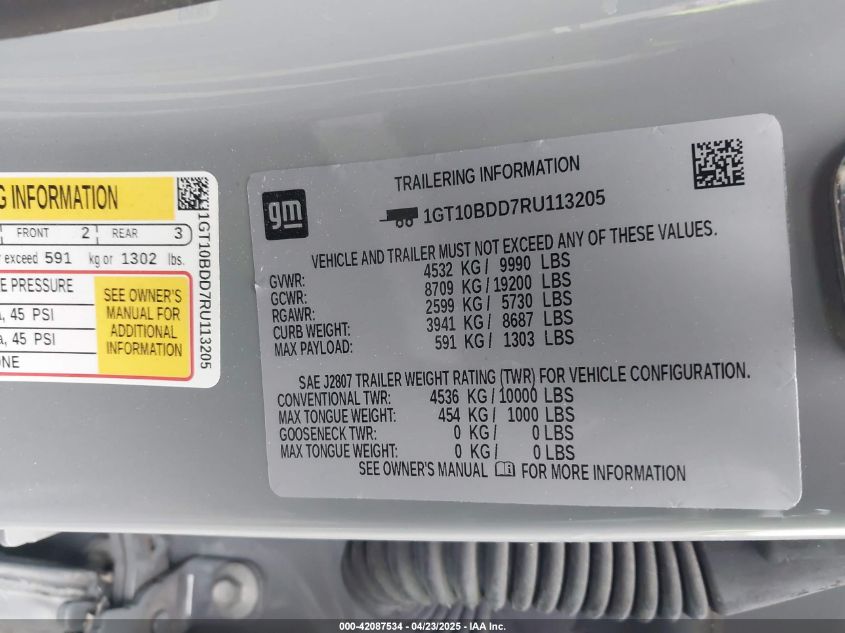 G INFORMATION
FRONT 2 REAR 3
exceed 591 kg or 1302 lbs.
E PRESSURE
a, 45 PSI
a, 45 PSI
ONE
SEE OWNER'S
MANUAL FOR
ADDITIONAL
INFORMATION
1GT10BDD7RU113205
gm
TRAILERING INFORMATION
1GT10BDD7RU113205
VEHICLE AND TRAILER MUST NOT EXCEED ANY OF THESE VALUES.
GVWR: 4532 KG / 9990 LBS
GCWR: 8709 KG / 19200 LBS
RGAWR: 2599 KG / 5730 LBS
CURB WEIGHT: 3941 KG / 8687 LBS
MAX PAYLOAD: 591 KG / 1303 LBS
SAE J2807 TRAILER WEIGHT RATING (TWR) FOR VEHICLE CONFIGURATION.
CONVENTIONAL TWR: 4536 KG / 10000 LBS
MAX TONGUE WEIGHT: 454 KG / 1000 LBS
GOOSENECK TWR: 0 KG / 0 LBS
MAX TONGUE WEIGHT: 0 KG / 0 LBS
SEE OWNER'S MANUAL FOR MORE INFORMATION
000-42087534 - 04/23/2025 - IAA Inc.